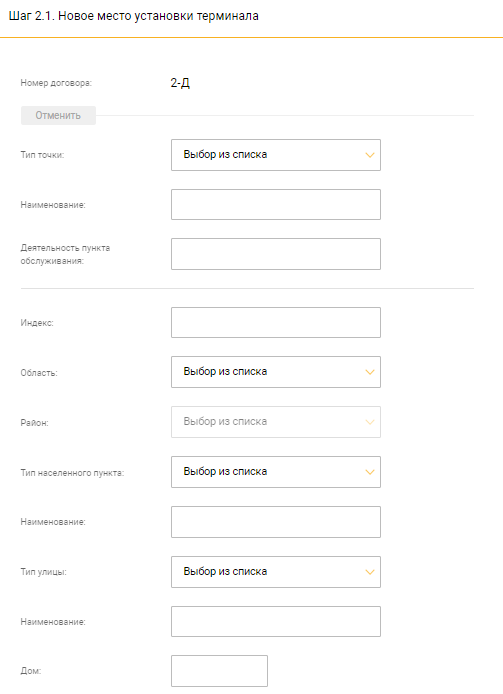 Шаг 2.1. Новое место установки терминала
Номер договора: 2-Д
Отменить
Тип точки: Выбор из списка
Наименование:
Деятельность пункта
обслуживания:
Индекс:
Область: Выбор из списка
Район: Выбор из списка
Тип населенного пункта: Выбор из списка
Наименование:
Тип улицы: Выбор из списка
Наименование:
Дом: